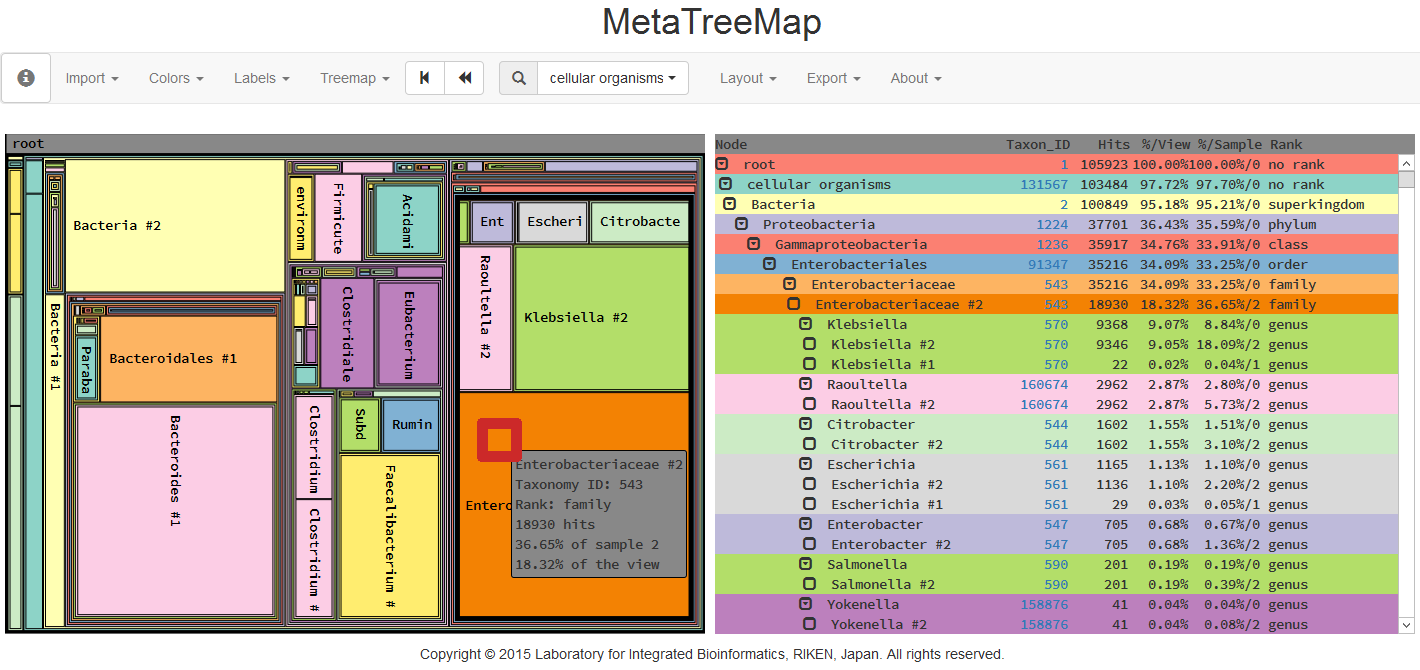 MetaTreeMap
Import Colors Labels Treemap cellular organisms Layout Export About
root
Bacteria #2
Bacteria #1
Bacteroidales #1
Paraba
Bacteroides #1
environm
Firmicute
Acidami
Clostridiale
Eubacterium
Clostridium
Clostridium #
Subd
Rumin
Faecalibacterium #
Ent
Escheri
Citrobacte
Raoultella #2
Klebsiella #2
Entero
Enterobacteriaceae #2
Taxonomy ID: 543
Rank: family
18930 hits
36.65% of sample 2
18.32% of the view
Node Taxon_ID Hits %/View %/Sample Rank
root 1 105923 100.00%100.00%/0 no rank
cellular organisms 131567 103484 97.72% 97.70%/0 no rank
Bacteria 2 100849 95.18% 95.21%/0 superkingdom
Proteobacteria 1224 37701 36.43% 35.59%/0 phylum
Gammaproteobacteria 1236 35917 34.76% 33.91%/0 class
Enterobacteriales 91347 35216 34.09% 33.25%/0 order
Enterobacteriaceae 543 35216 34.09% 33.25%/0 family
Enterobacteriaceae #2 543 18930 18.32% 36.65%/2 family
Klebsiella 570 9368 9.07% 8.84%/0 genus
Klebsiella #2 570 9346 9.05% 18.09%/2 genus
Klebsiella #1 570 22 0.02% 0.04%/1 genus
Raoultella 160674 2962 2.87% 2.80%/0 genus
Raoultella #2 160674 2962 2.87% 5.73%/2 genus
Citrobacter 544 1602 1.55% 1.51%/0 genus
Citrobacter #2 544 1602 1.55% 3.10%/2 genus
Escherichia 561 1165 1.13% 1.10%/0 genus
Escherichia #2 561 1136 1.10% 2.20%/2 genus
Escherichia #1 561 29 0.03% 0.05%/1 genus
Enterobacter 547 705 0.68% 0.67%/0 genus
Enterobacter #2 547 705 0.68% 1.36%/2 genus
Salmonella 590 201 0.19% 0.19%/0 genus
Salmonella #2 590 201 0.19% 0.39%/2 genus
Yokenella 158876 41 0.04% 0.04%/0 genus
Yokenella #2 158876 41 0.04% 0.08%/2 genus
Copyright © 2015 Laboratory for Integrated Bioinformatics, RIKEN, Japan. All rights reserved.